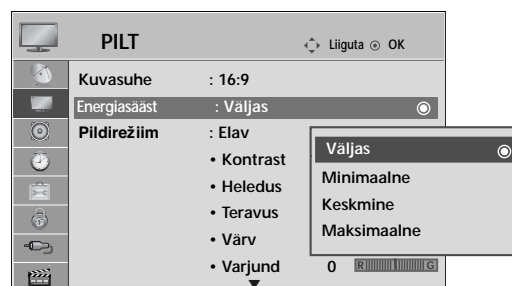 PILT Liiguta OK
Kuvasuhe : 16:9
Energiasääst : Väljas
Pildirežiim : Elav
• Kontrast
• Heledus
• Teravus
• Värv
• Varjund 0 R G
Väljas
Minimaalne
Keskmine
Maksimaalne